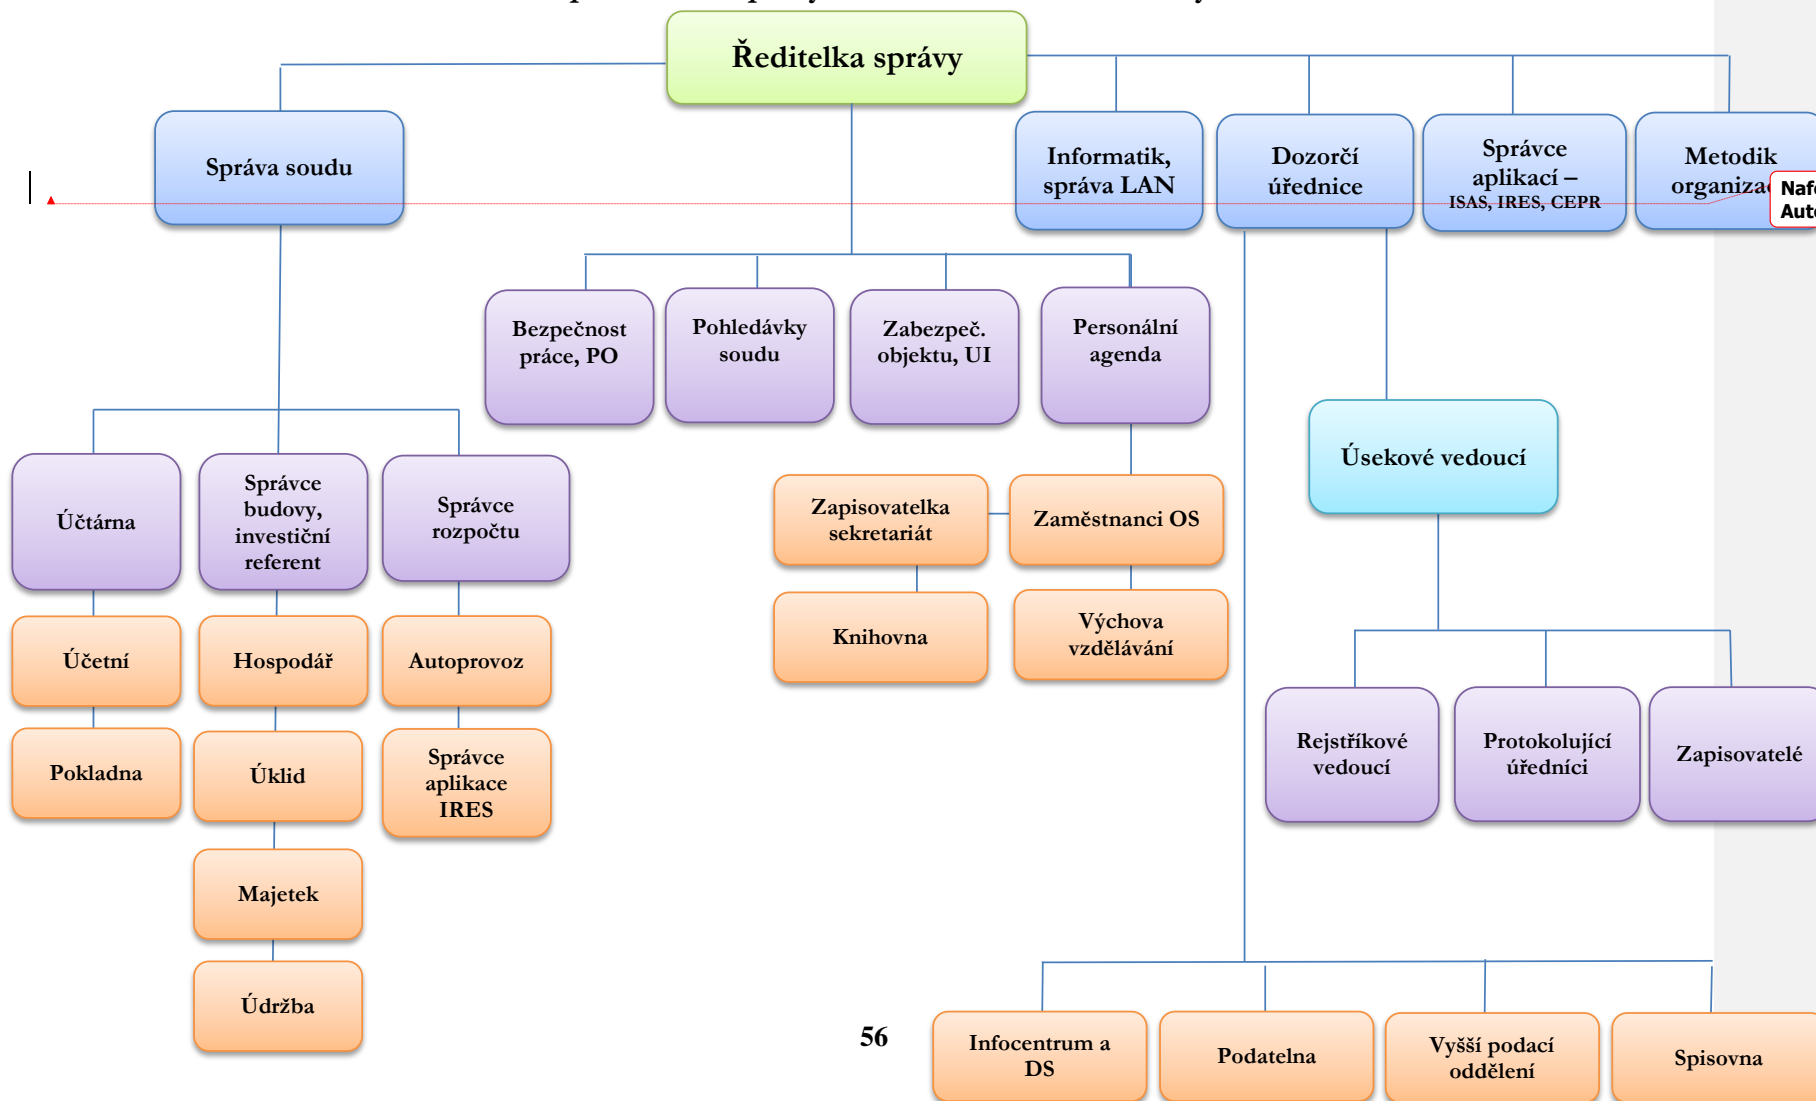 Ředitelka správy
Správa soudu
Informatik,
správa LAN
Dozorčí
úřednice
Správce
aplikací –
ISAS, IRES, CEPR
Metodik
Bezpečnost
práce, PO
Pohledávky
soudu
Zabezpeč.
objektu, UI
Personální
agenda
Úsekové vedoucí
Účtárna
Správce
budovy,
investiční
referent
Správce
rozpočtu
Zapisovatelka
sekretariát
Zaměstnanci OS
Účetní
Hospodář
Autoprovoz
Knihovna
Výchova
vzdělávání
Pokladna
Úklid
Správce
aplikace
IRES
Rejstříkové
vedoucí
Protokolující
úředníci
Zapisovatelé
Majetek
Údržba
56
Infocentrum a
DS
Podatelna
Vyšší podací
oddělení
Spisovna